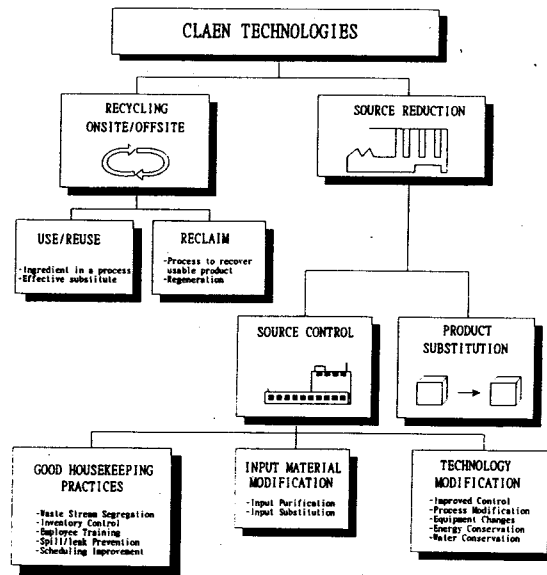 CLAEN TECHNOLOGIES
RECYCLING
ONSITE/OFFSITE
SOURCE REDUCTION
USE/REUSE
-Ingredient in a process
-Effective substitute
RECLAIM
-Process to recover
usable product
-Regeneration
SOURCE CONTROL
PRODUCT
SUBSTITUTION
GOOD HOUSEKEEPING
PRACTICES
-Waste Stream Segregation
-Inventory Control
-Employee Training
-Spill/leak Prevention
-Scheduling Improvement
INPUT MATERIAL
MODIFICATION
-Input Purification
-Input Substitution
TECHNOLOGY
MODIFICATION
-Improved Control
-Process Modification
-Equipment Changes
-Energy Conservation
-Water Conservation